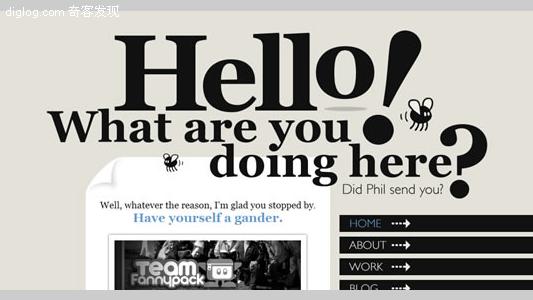 diglog.com 奇客发现
Hello!
What are you
doing here?
Did Phil send you?
Well, whatever the reason, I'm glad you stopped by.
Have yourself a gander.
TEAM
FannyPack
HOME
ABOUT
WORK
BLOG